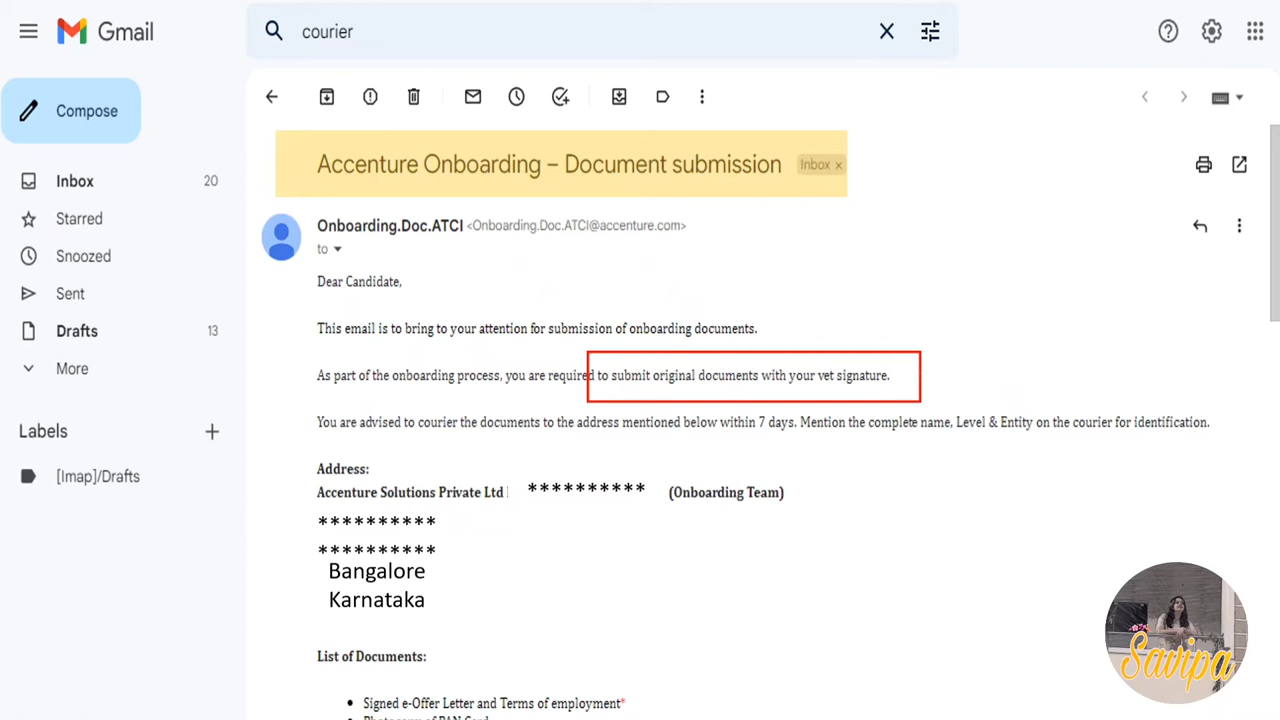 Gmail
courier
Compose
Accenture Onboarding – Document submission Inbox ×
Inbox 20
Starred
Snoozed
Sent
Drafts 13
More
Labels
[Imap]/Drafts
Onboarding.Doc.ATCI <Onboarding.Doc.ATCI@accenture.com>
to
Dear Candidate,
This email is to bring to your attention for submission of onboarding documents.
As part of the onboarding process, you are required to submit original documents with your vet signature.
You are advised to courier the documents to the address mentioned below within 7 days. Mention the complete name, Level & Entity on the courier for identification.
Address:
Accenture Solutions Private Ltd ********** (Onboarding Team)
**********
**********
Bangalore
Karnataka
List of Documents:
• Signed e-Offer Letter and Terms of employment*
Savipa